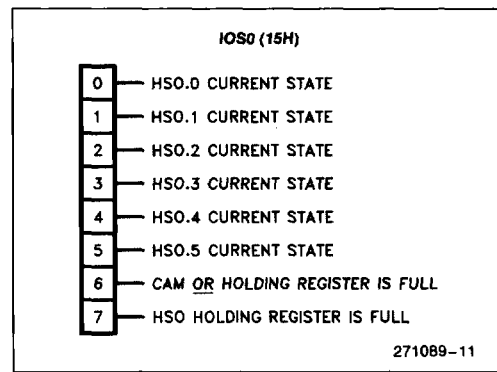 IOS0 (15H)
0 HSO.0 CURRENT STATE
1 HSO.1 CURRENT STATE
2 HSO.2 CURRENT STATE
3 HSO.3 CURRENT STATE
4 HSO.4 CURRENT STATE
5 HSO.5 CURRENT STATE
6 CAM OR HOLDING REGISTER IS FULL
7 HSO HOLDING REGISTER IS FULL
271089-11